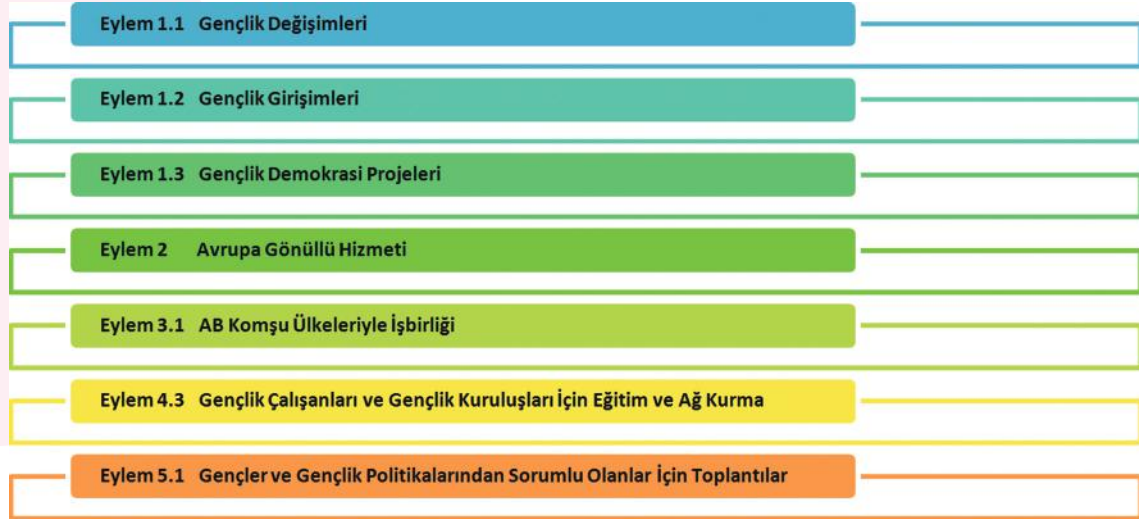 Eylem 1.1 Gençlik Değişimleri
Eylem 1.2 Gençlik Girişimleri
Eylem 1.3 Gençlik Demokrasi Projeleri
Eylem 2 Avrupa Gönüllü Hizmeti
Eylem 3.1 AB Komşu Ülkeleriyle İşbirliği
Eylem 4.3 Gençlik Çalışanları ve Gençlik Kuruluşları İçin Eğitim ve Ağ Kurma
Eylem 5.1 Gençler ve Gençlik Politikalarından Sorumlu Olanlar İçin Toplantılar